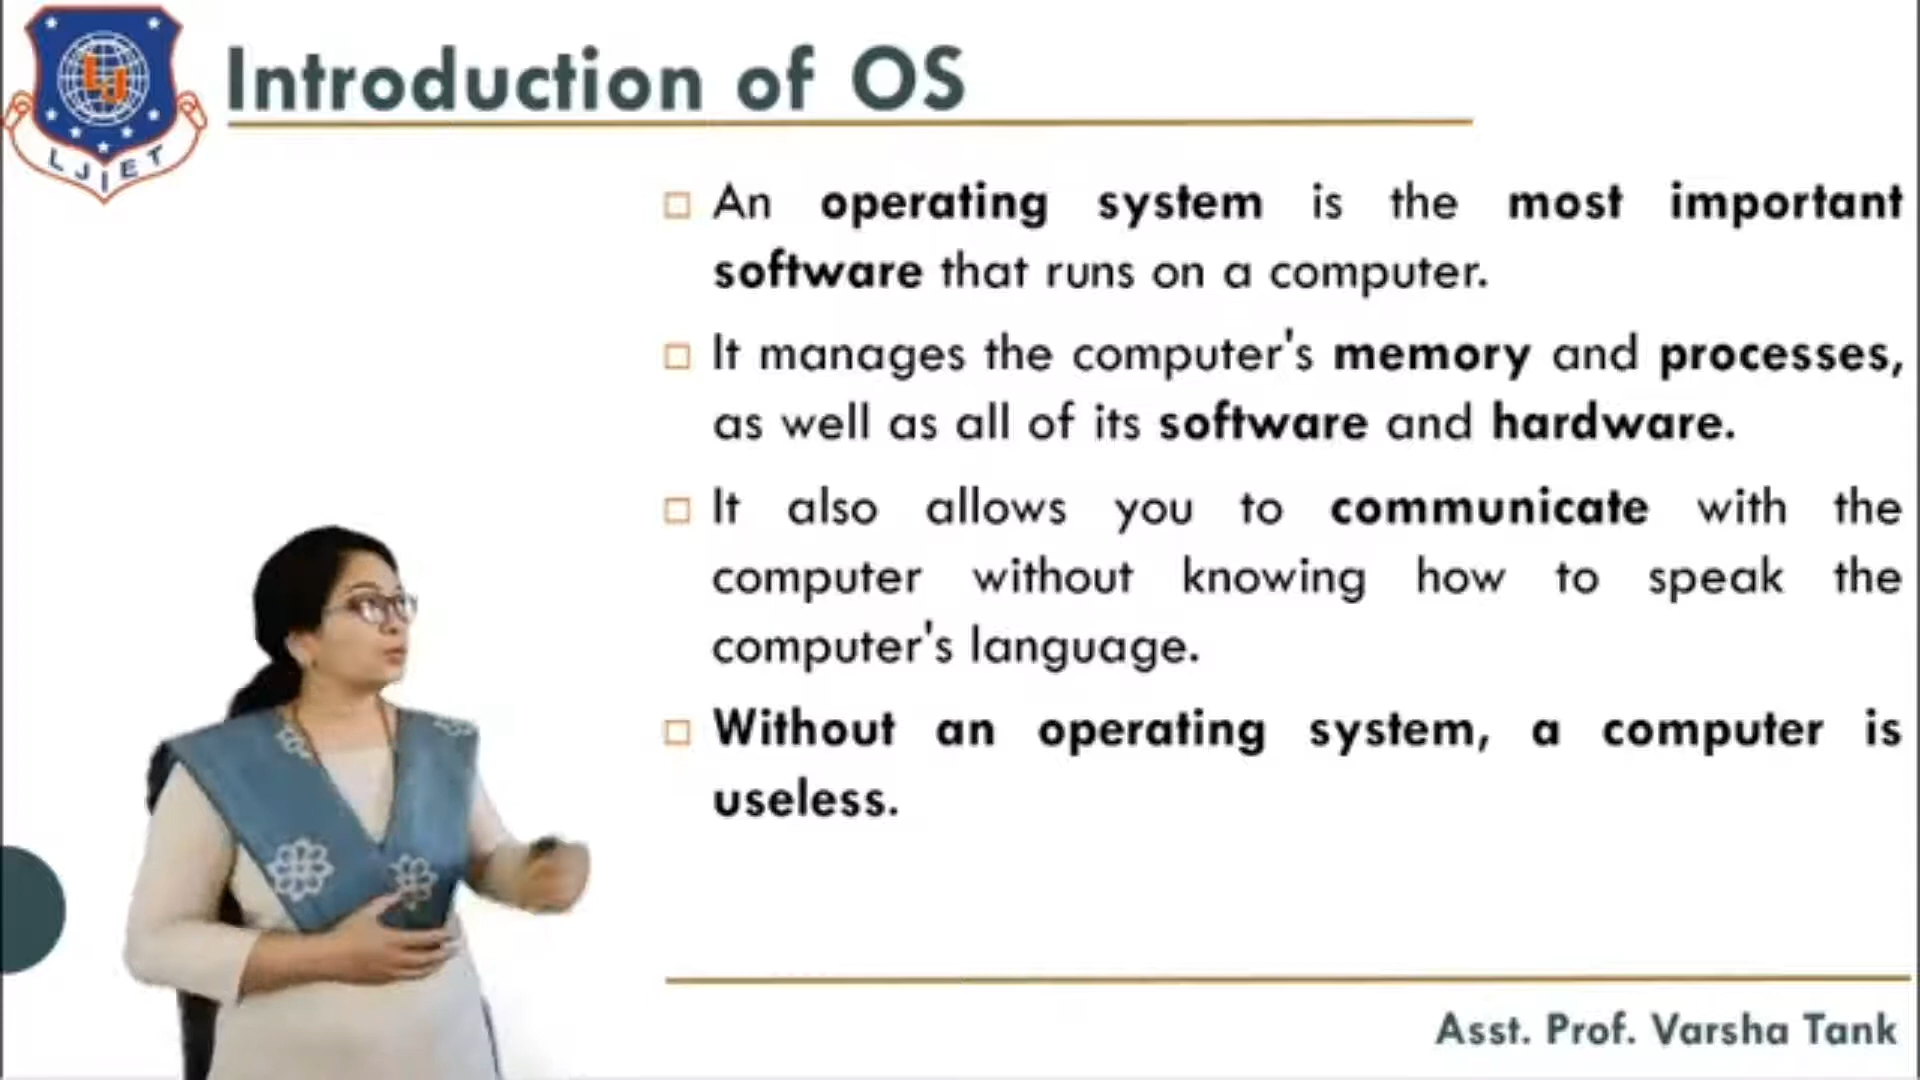 LJ
LJIET
Introduction of OS
An operating system is the most important
software that runs on a computer.
It manages the computer's memory and processes,
as well as all of its software and hardware.
It also allows you to communicate with the
computer without knowing how to speak the
computer's language.
Without an operating system, a computer is
useless.
Asst. Prof. Varsha Tank